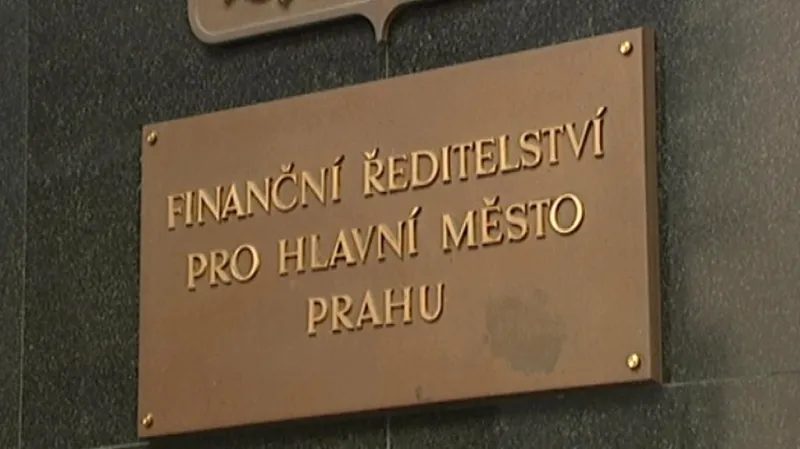 FINANČNÍ ŘEDITELSTVÍ
PRO HLAVNÍ MĚSTO
PRAHU